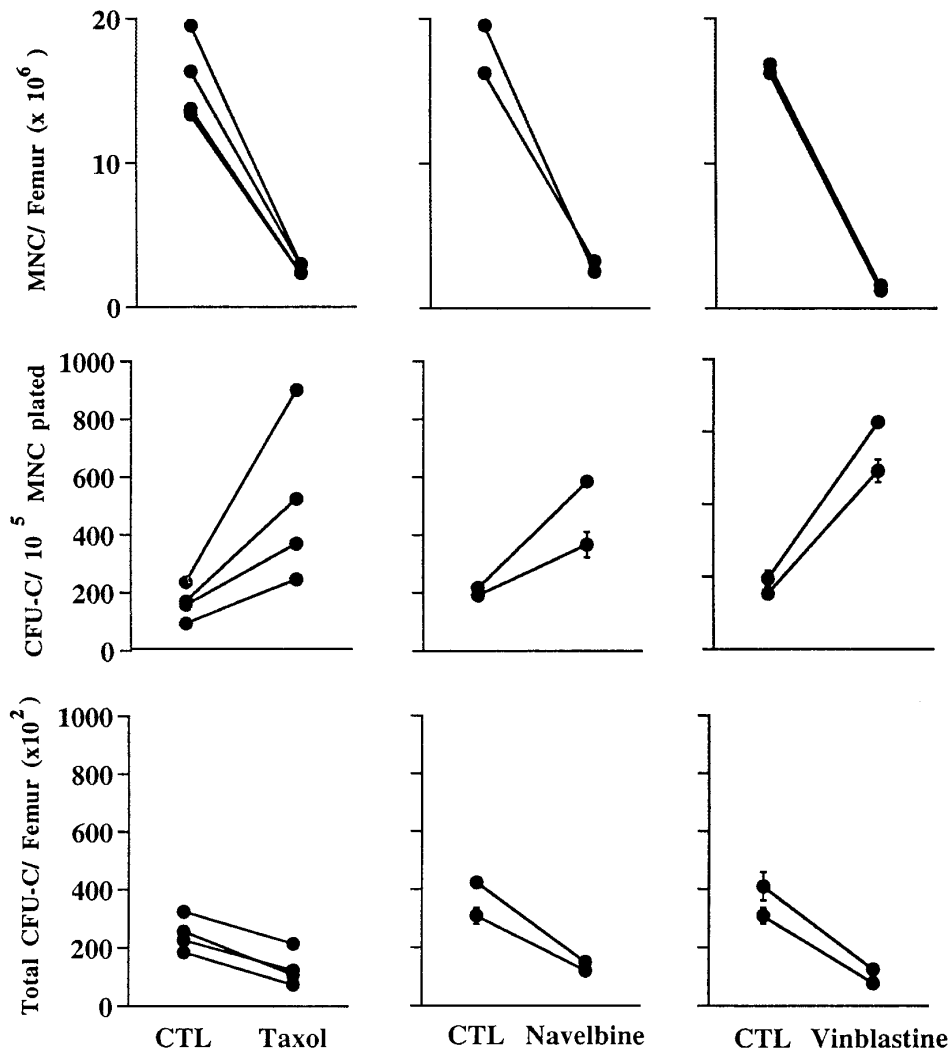 MNC/ Femur (x 10⁶)
20
10
0
CFU-C/ 10⁵ MNC plated
1000
800
600
400
200
0
Total CFU-C/ Femur (x10²)
1000
800
600
400
200
0
CTL Taxol
CTL Navelbine
CTL Vinblastine